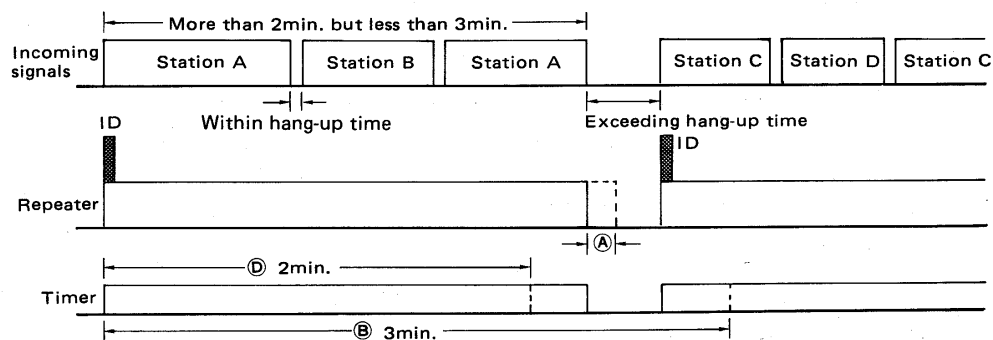 More than 2min. but less than 3min.
Incoming
signals
Station A
Station B
Station A
Station C
Station D
Station C
Within hang-up time
Exceeding hang-up time
ID
ID
Repeater
Ⓐ
Ⓓ 2min.
Timer
Ⓑ 3min.